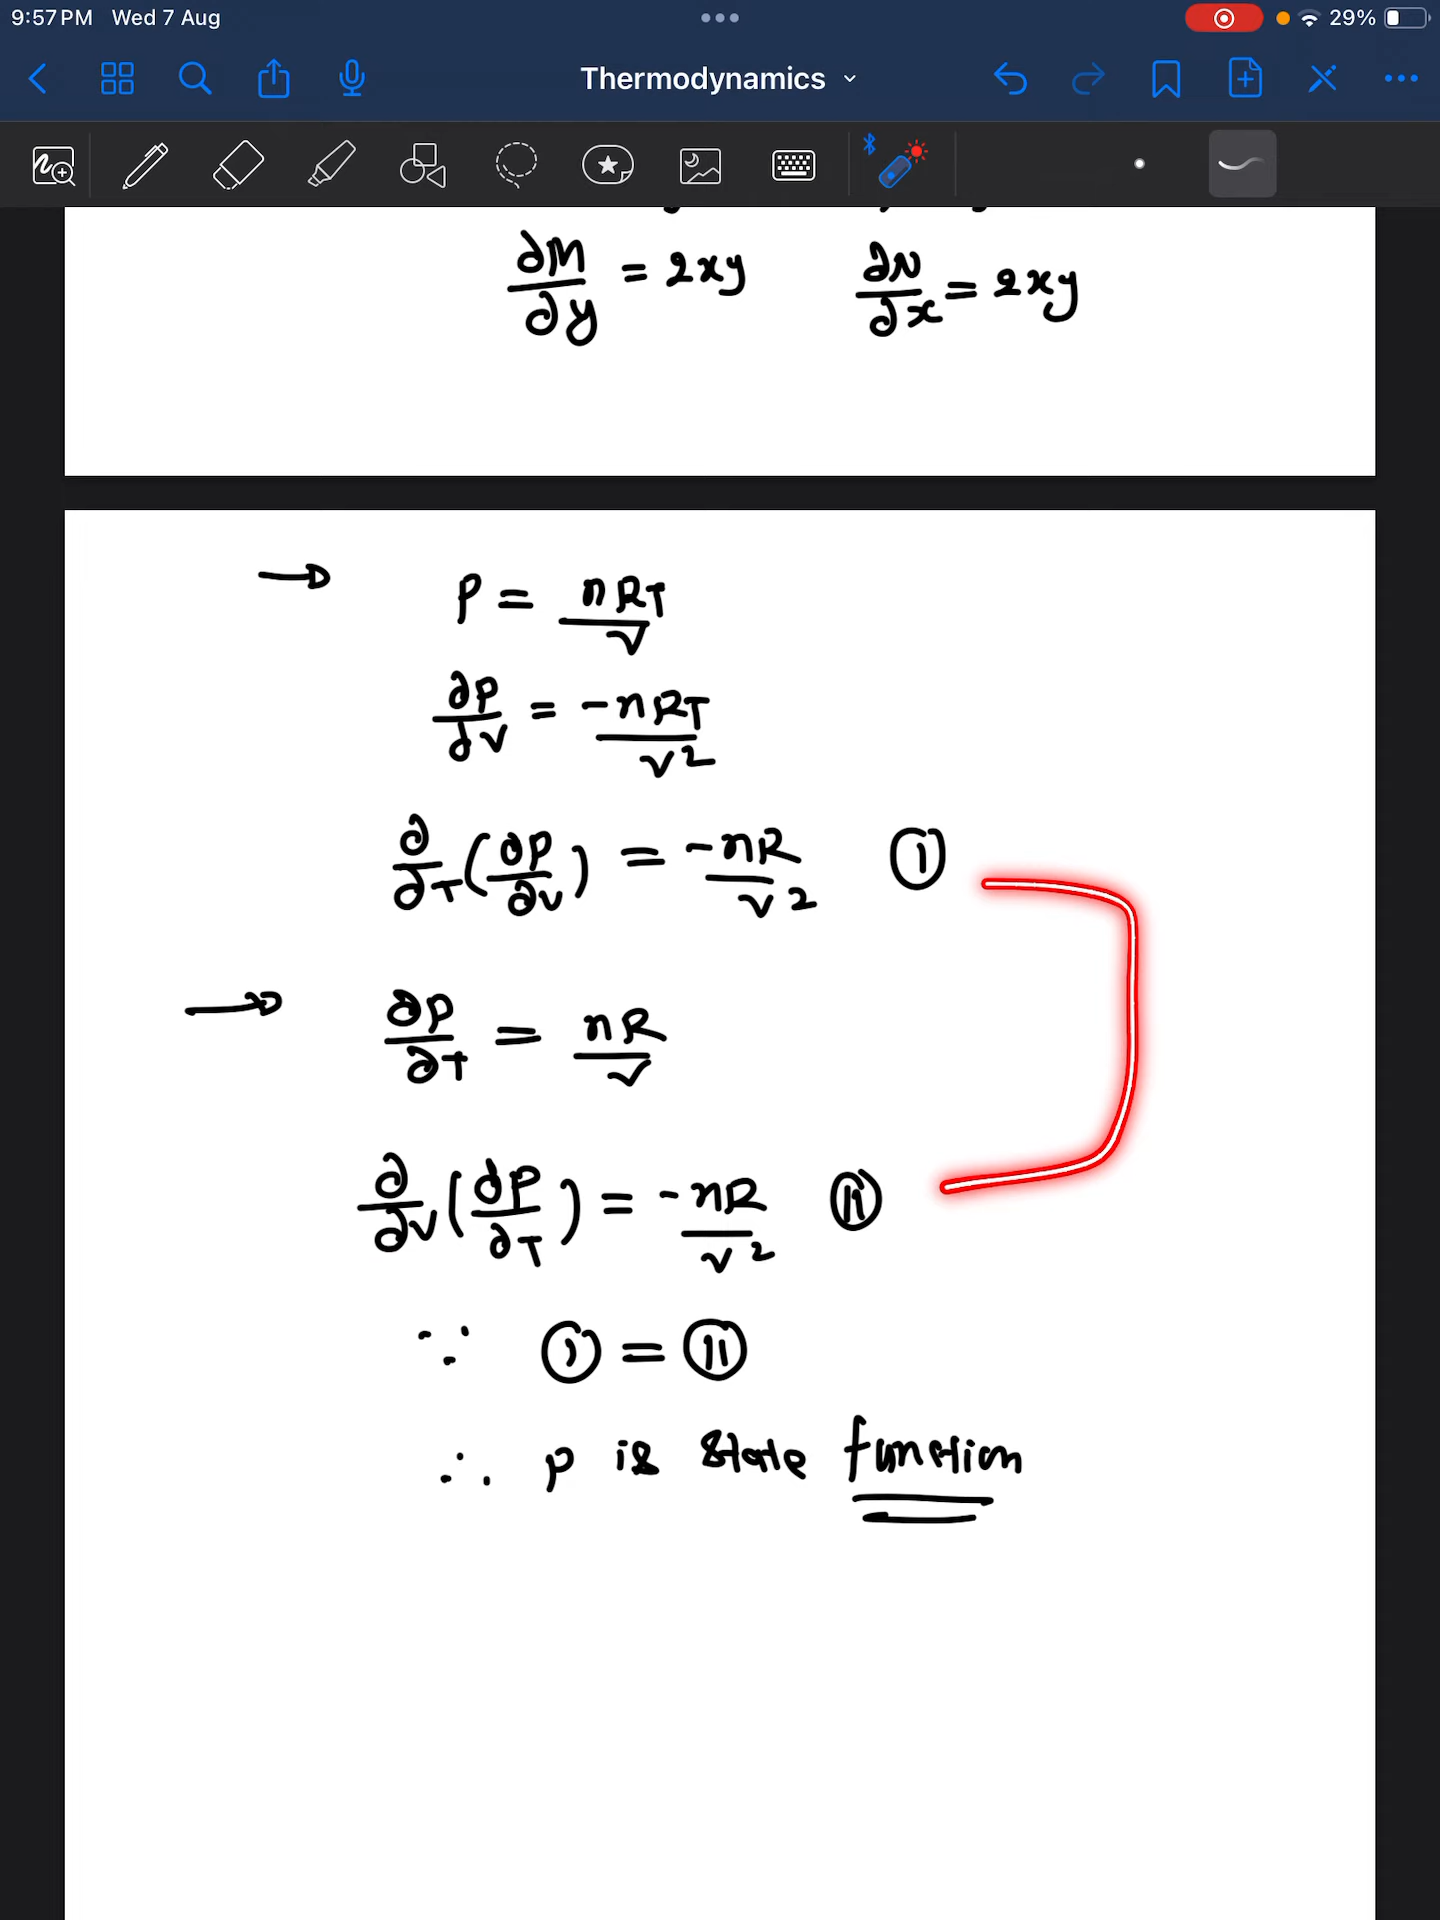 9:57 PM Wed 7 Aug
29%
Thermodynamics
∂M/∂y = 2xy ∂N/∂x = 2xy
P = nRT/V
∂P/∂V = -nRT/V²
∂/∂T(∂P/∂V) = -nR/V² Ⓘ
∂P/∂T = nR/V
∂/∂V(∂P/∂T) = -nR/V² Ⓘⓘ
∵ Ⓘ = Ⓘⓘ
∴ P is state function